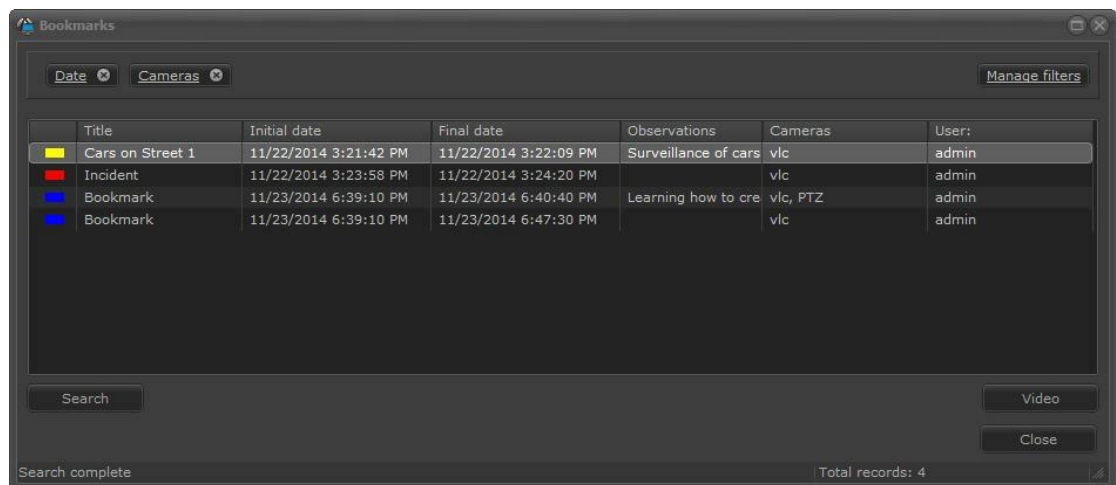 Bookmarks
Date Cameras Manage filters
Title Initial date Final date Observations Cameras User:
Cars on Street 1 11/22/2014 3:21:42 PM 11/22/2014 3:22:09 PM Surveillance of cars vlc admin
Incident 11/22/2014 3:23:58 PM 11/22/2014 3:24:20 PM vlc admin
Bookmark 11/23/2014 6:39:10 PM 11/23/2014 6:40:40 PM Learning how to cre vlc, PTZ admin
Bookmark 11/23/2014 6:39:10 PM 11/23/2014 6:47:30 PM vlc admin
Search Video
Close
Search complete Total records: 4